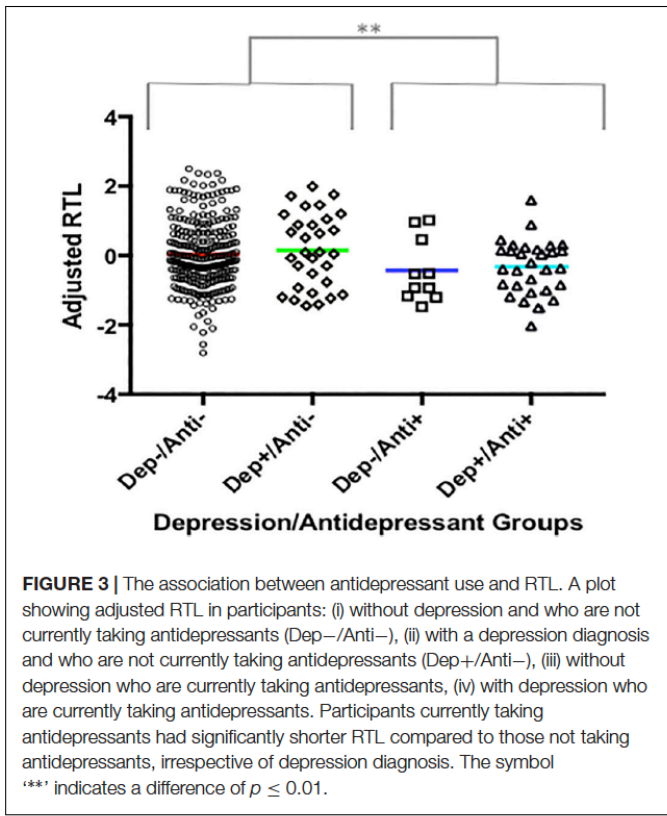 **
4
2
0
-2
-4
Adjusted RTL
Dep-/Anti-
Dep+/Anti-
Dep-/Anti+
Dep+/Anti+
Depression/Antidepressant Groups
FIGURE 3 | The association between antidepressant use and RTL. A plot
showing adjusted RTL in participants: (i) without depression and who are not
currently taking antidepressants (Dep−/Anti−), (ii) with a depression diagnosis
and who are not currently taking antidepressants (Dep+/Anti−), (iii) without
depression who are currently taking antidepressants, (iv) with depression who
are currently taking antidepressants. Participants currently taking
antidepressants had significantly shorter RTL compared to those not taking
antidepressants, irrespective of depression diagnosis. The symbol
‘**’ indicates a difference of p ≤ 0.01.